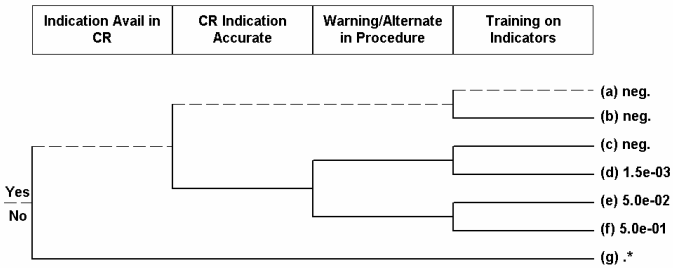 Indication Avail in CR Indication Warning/Alternate Training on
CR Accurate in Procedure Indicators
(a) neg.
(b) neg.
(c) neg.
(d) 1.5e-03
Yes
(e) 5.0e-02
No
(f) 5.0e-01
(g) .*